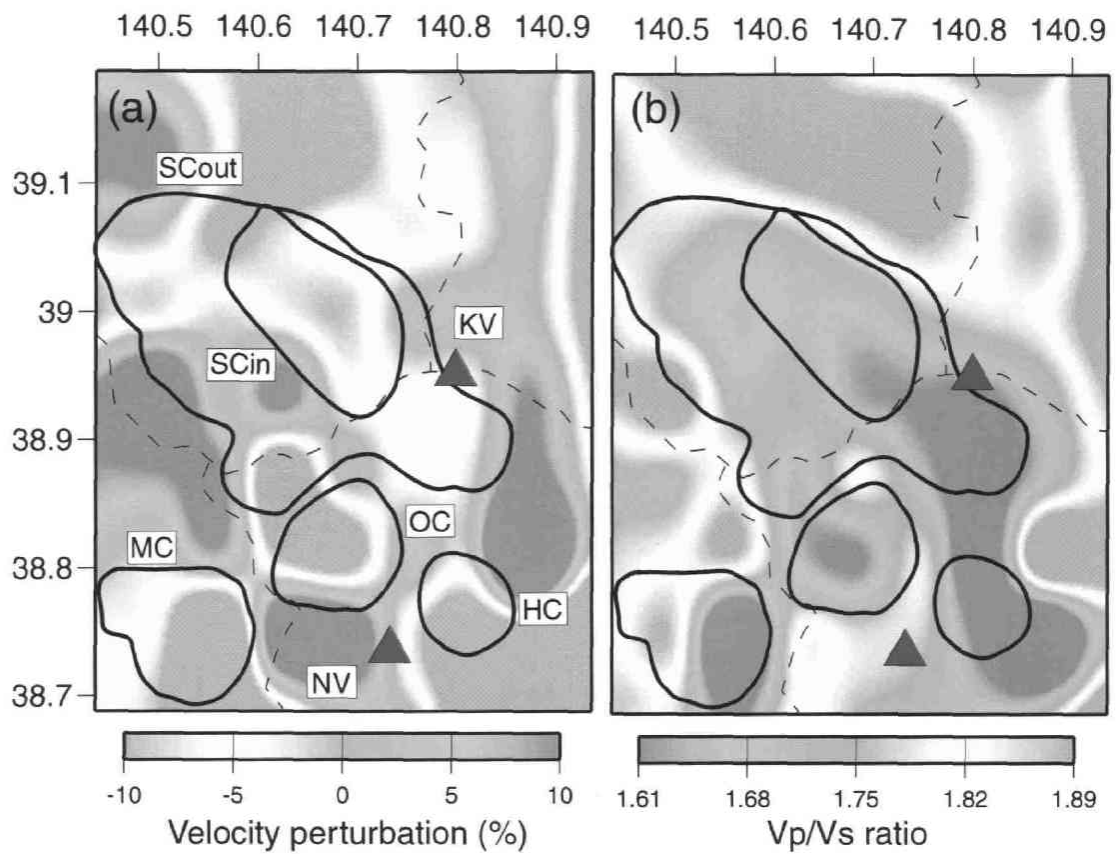 140.5 140.6 140.7 140.8 140.9
140.5 140.6 140.7 140.8 140.9
(a)
(b)
SCout
39.1
39
KV
SCin
38.9
OC
MC
38.8
HC
NV
38.7
-10 -5 0 5 10
Velocity perturbation (%)
1.61 1.68 1.75 1.82 1.89
Vp/Vs ratio